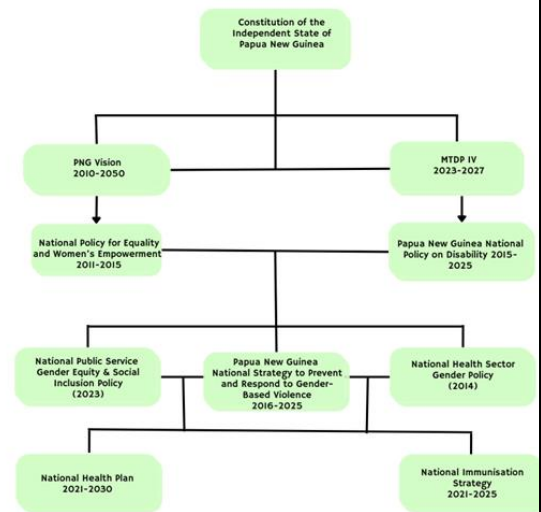 Constitution of the
Independent State of
Papua New Guinea
PNG Vision
2010-2050
MTDP IV
2023-2027
National Policy for Equality
and Women's Empowerment
2011-2015
Papua New Guinea National
Policy on Disability 2015-
2025
National Public Service
Gender Equity & Social
Inclusion Policy
(2023)
Papua New Guinea
National Strategy to Prevent
and Respond to Gender-
Based Violence
2016-2025
National Health Sector
Gender Policy
(2014)
National Health Plan
2021-2030
National Immunisation
Strategy
2021-2025